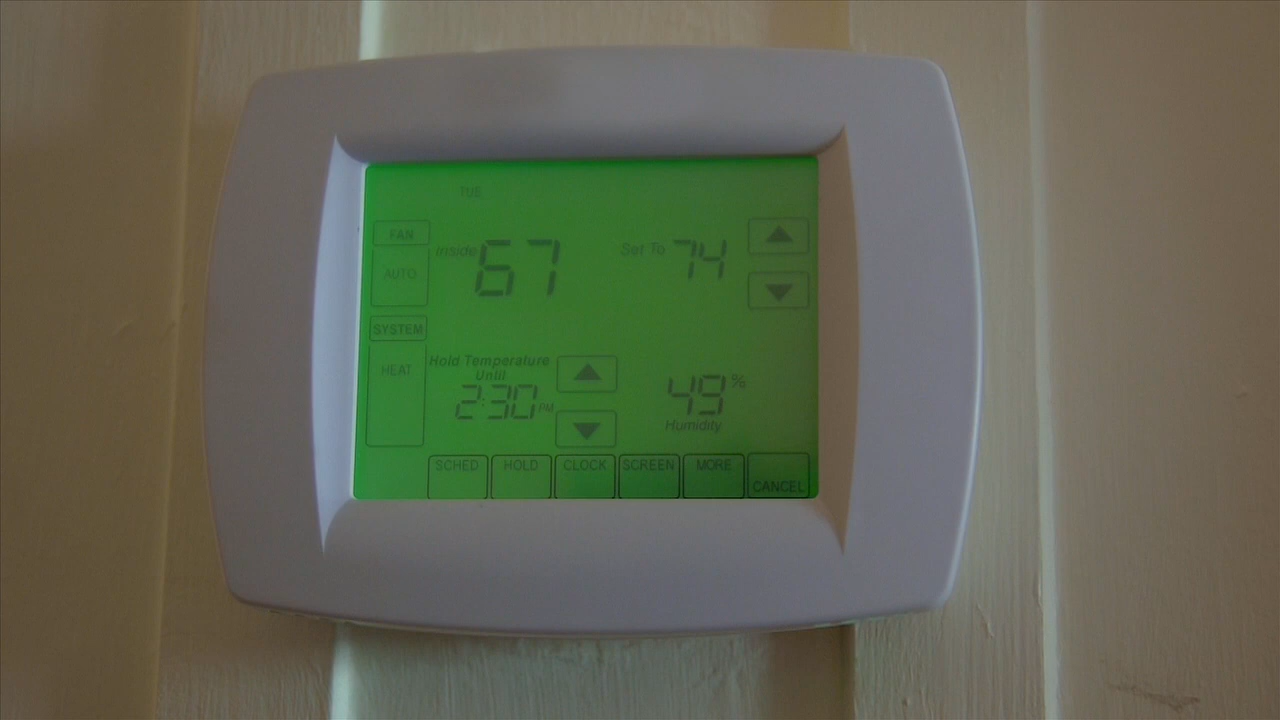 TUE
FAN
AUTO
Inside 67
Set To 74
SYSTEM
HEAT
Hold Temperature
Until
2:30 PM
49 %
Humidity
SCHED HOLD CLOCK SCREEN MORE CANCEL